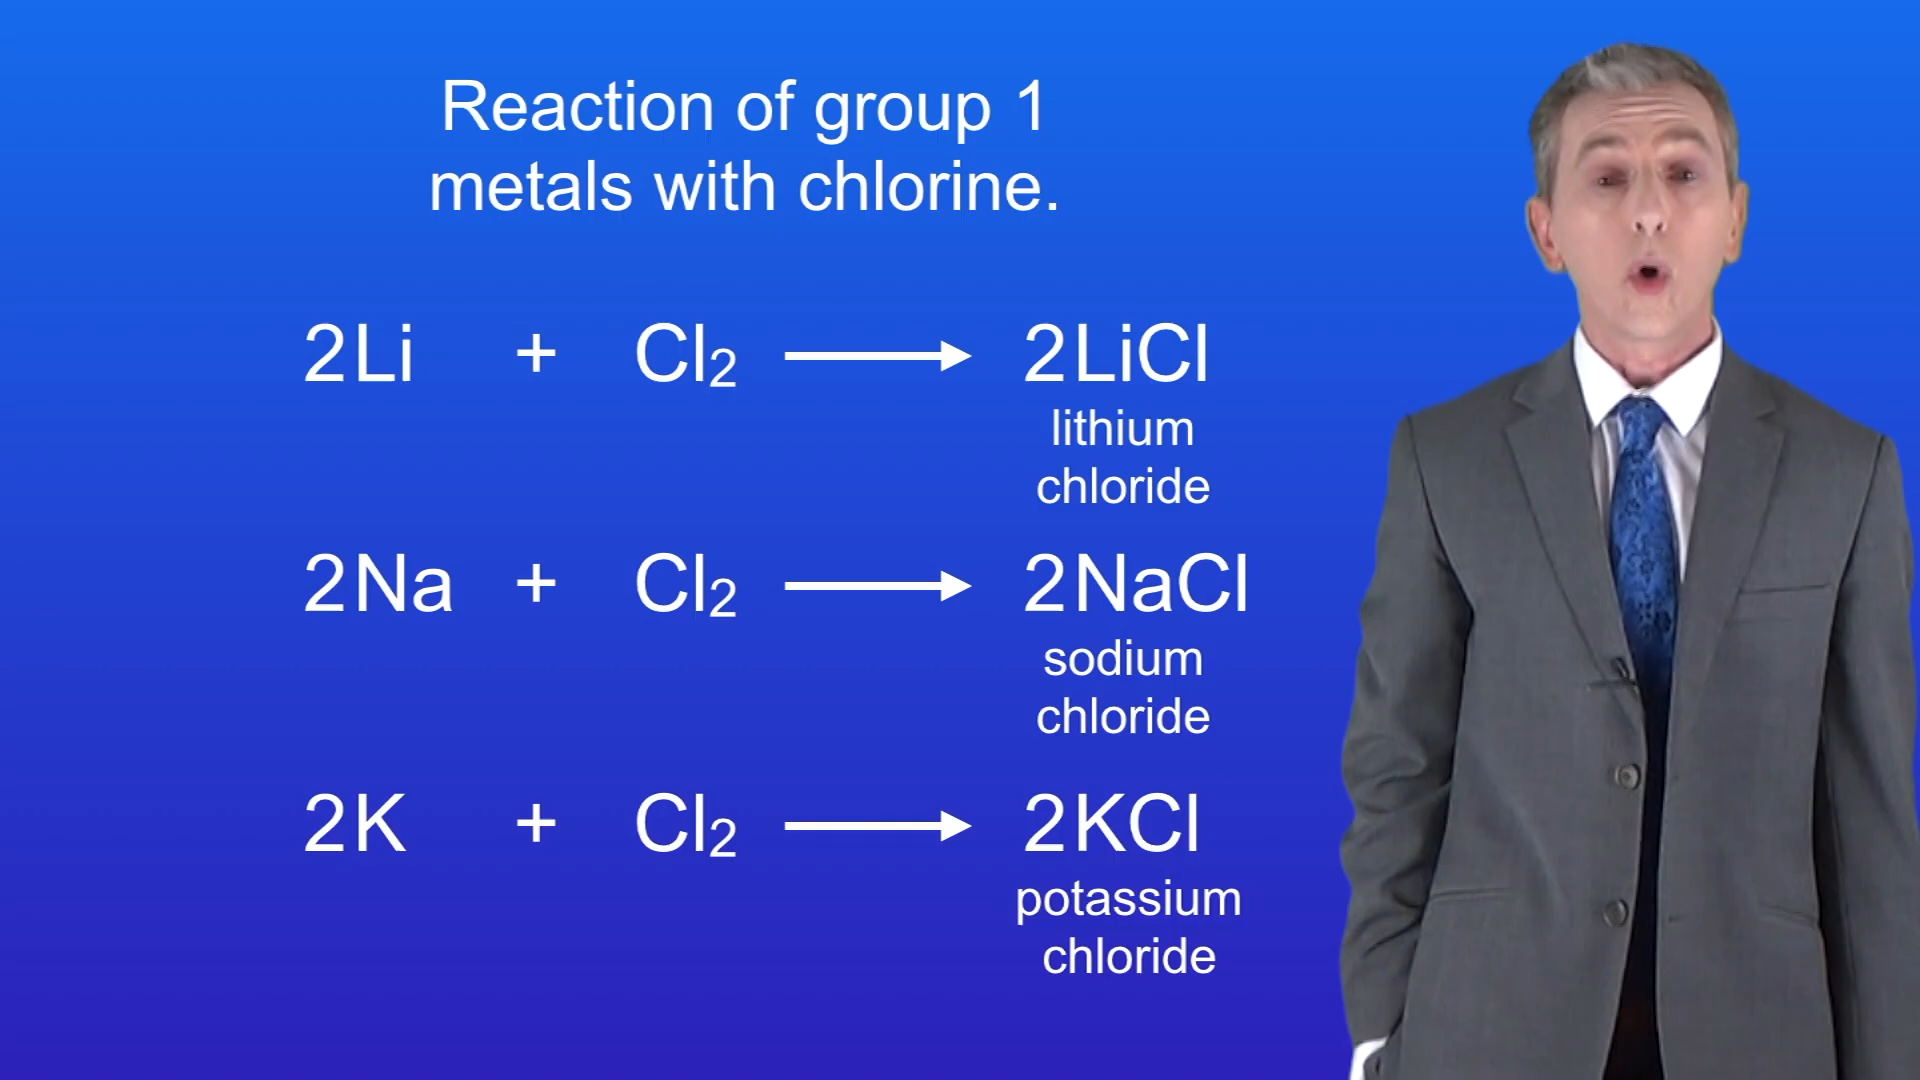 Reaction of group 1
metals with chlorine.
2Li + Cl₂ ⟶ 2LiCl
lithium
chloride
2Na + Cl₂ ⟶ 2NaCl
sodium
chloride
2K + Cl₂ ⟶ 2KCl
potassium
chloride